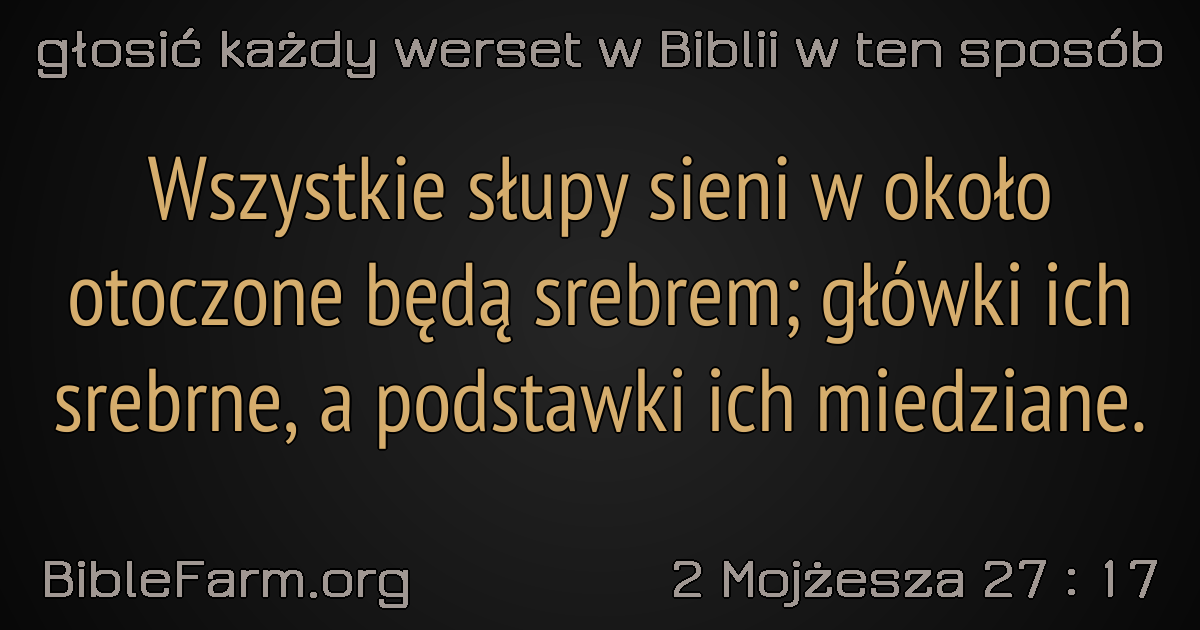 głosić każdy werset w Biblii w ten sposób
Wszystkie słupy sieni w około
otoczone będą srebrem; główki ich
srebrne, a podstawki ich miedziane.
BibleFarm.org
2 Mojżesza 27 : 17